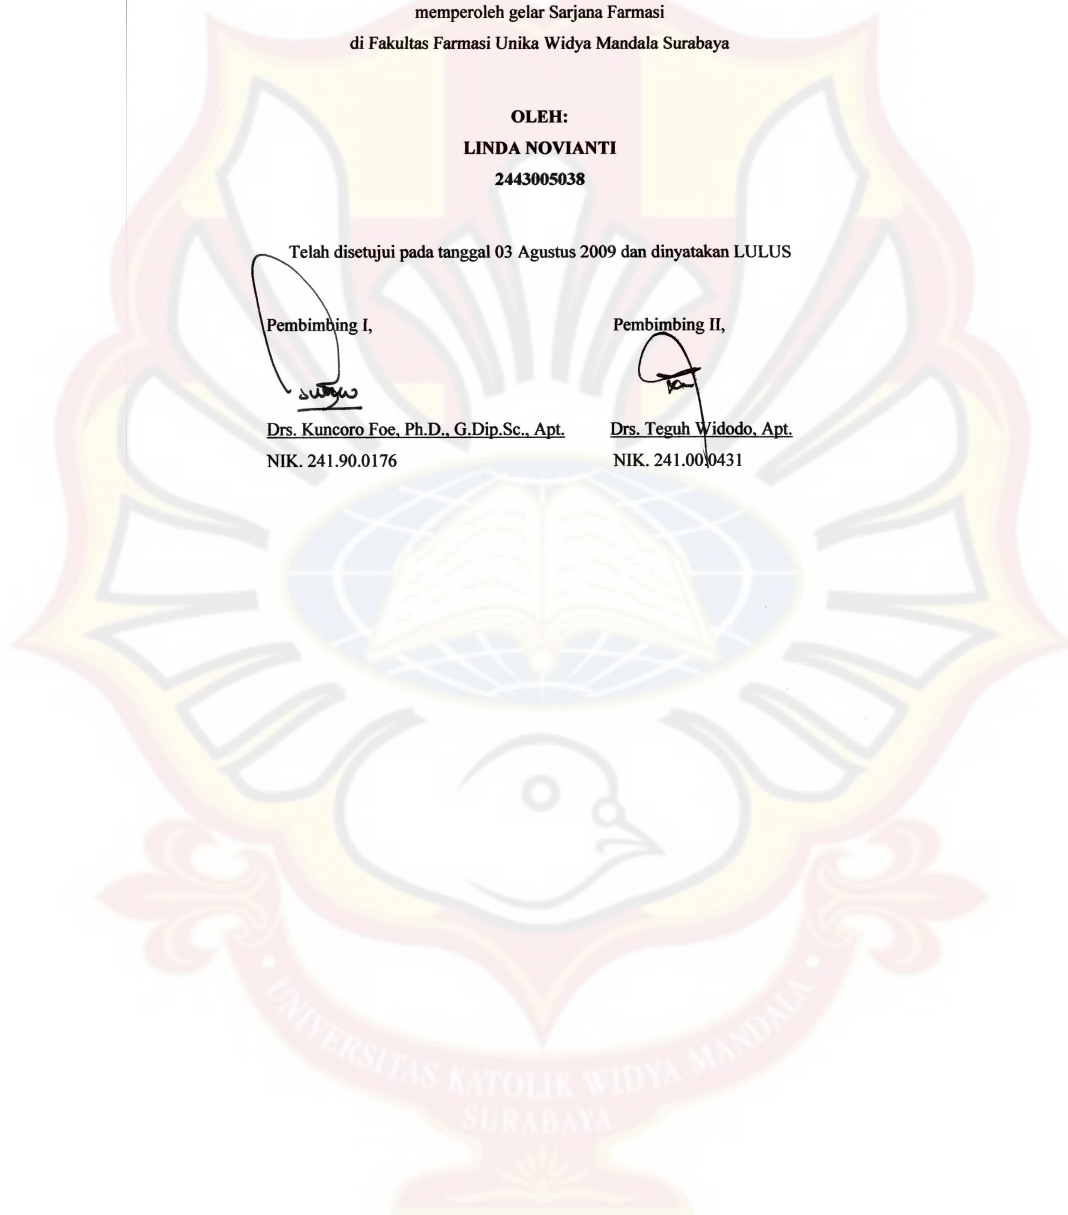 memperoleh gelar Sarjana Farmasi
di Fakultas Farmasi Unika Widya Mandala Surabaya
OLEH:
LINDA NOVIANTI
2443005038
Telah disetujui pada tanggal 03 Agustus 2009 dan dinyatakan LULUS
Pembimbing I,
Pembimbing II,
Drs. Kuncoro Foe, Ph.D., G.Dip.Sc., Apt.
Drs. Teguh Widodo, Apt.
NIK. 241.90.0176
NIK. 241.00.0431
UNIVERSITAS KATOLIK WIDYA MANDALA
SURABAYA